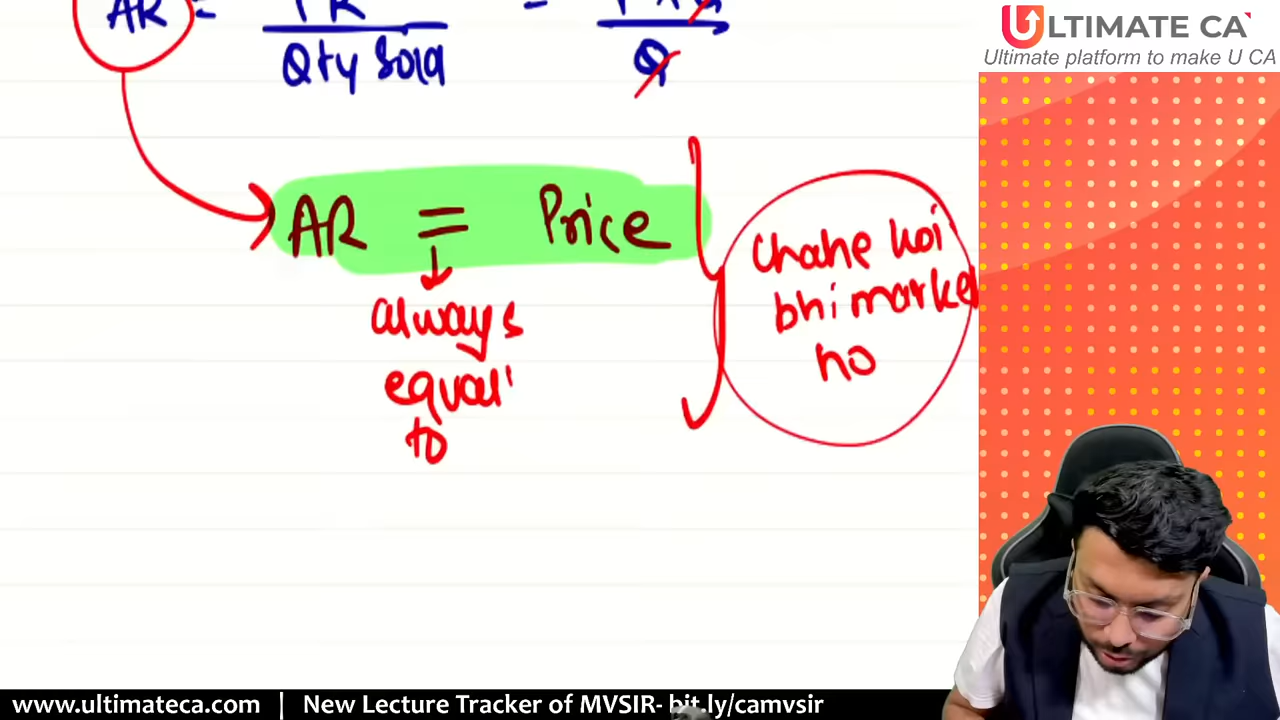 AR = TR = P x Q
Qty Sold Q
AR = Price
always
equal
to
Chahe koi
bhi market
ho
ULTIMATE CA
Ultimate platform to make U CA
www.ultimateca.com | New Lecture Tracker of MVSIR- bit.ly/camvsir